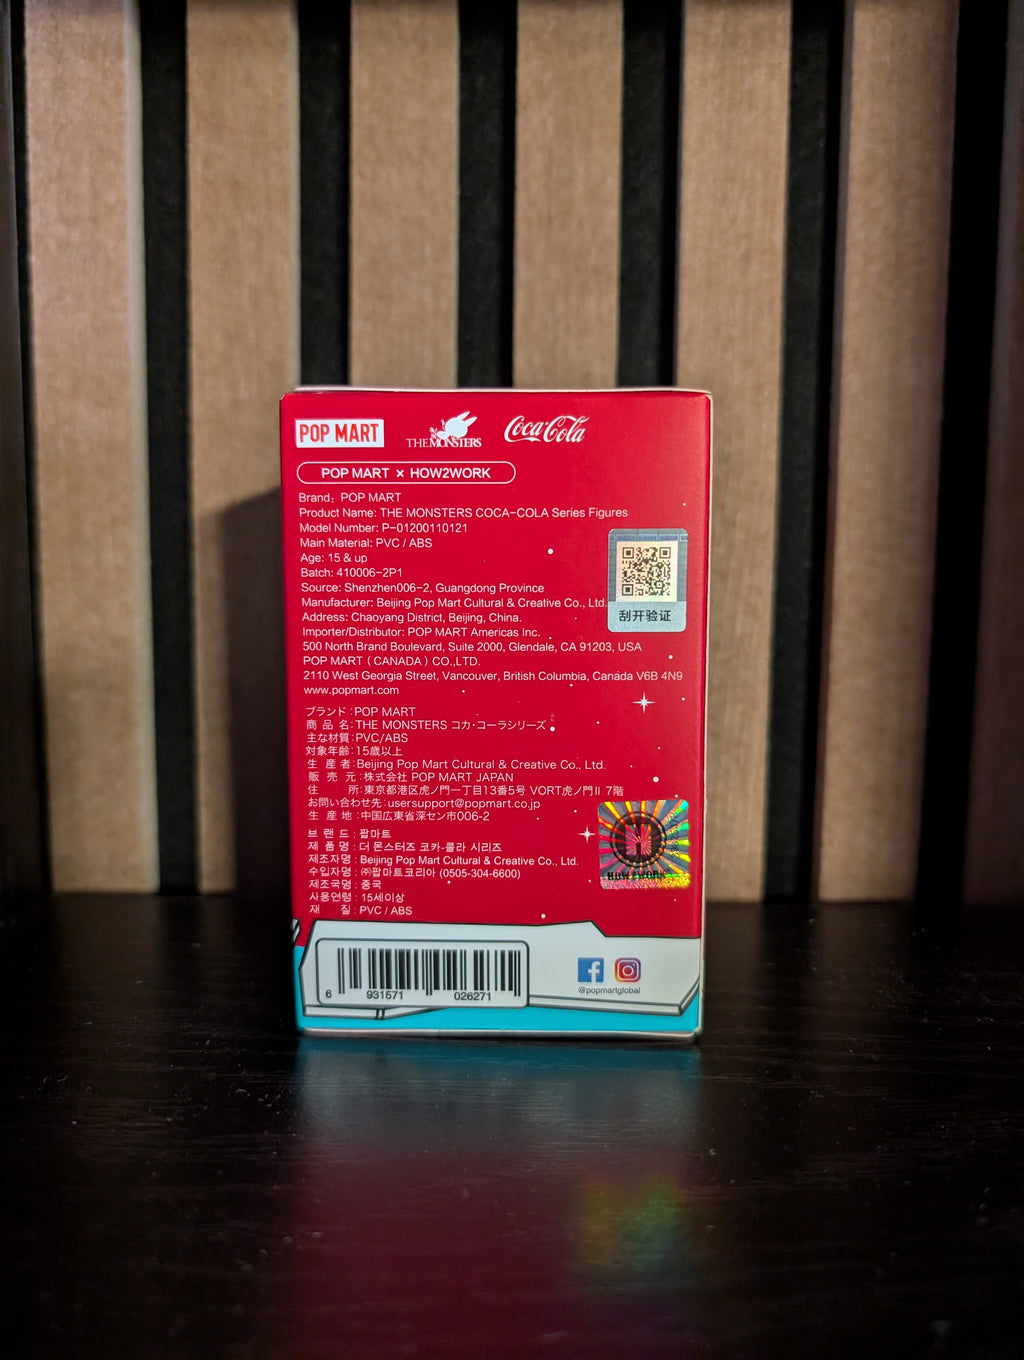 POP MART THE MONSTERS Coca-Cola
POP MART × HOW2WORK
Brand: POP MART
Product Name: THE MONSTERS COCA-COLA Series Figures
Model Number: P-01200110121
Main Material: PVC / ABS
Age: 15 & up
Batch: 410006-2P1
Source: Shenzhen006-2, Guangdong Province
Manufacturer: Beijing Pop Mart Cultural & Creative Co., Ltd.
Address: Chaoyang District, Beijing, China.
Importer/Distributor: POP MART Americas Inc.
500 North Brand Boulevard, Suite 2000, Glendale, CA 91203, USA
POP MART ( CANADA ) CO.,LTD.
2110 West Georgia Street, Vancouver, British Columbia, Canada V6B 4N9
www.popmart.com
刮开验证
ブランド:POP MART
商 品 名:THE MONSTERS コカ·コーラシリーズ
主な材質:PVC/ABS
対象年齢:15歳以上
生 産 者:Beijing Pop Mart Cultural & Creative Co., Ltd.
販 売 元:株式会社 POP MART JAPAN
住 所:東京都港区虎ノ門一丁目13番5号 VORT虎ノ門II 7階
お問い合わせ先:usersupport@popmart.co.jp
生 産 地:中国広東省深セン市006-2
브 랜 드 : 팝마트
제 품 명 : 더 몬스터즈 코카-콜라 시리즈
제조자명 : Beijing Pop Mart Cultural & Creative Co., Ltd.
수입자명 : ㈜팝마트코리아 (0505-304-6600)
제조국명 : 중국
사용연령 : 15세이상
재 질 : PVC / ABS
HOW2WORK
6 931571 026271
@popmartglobal